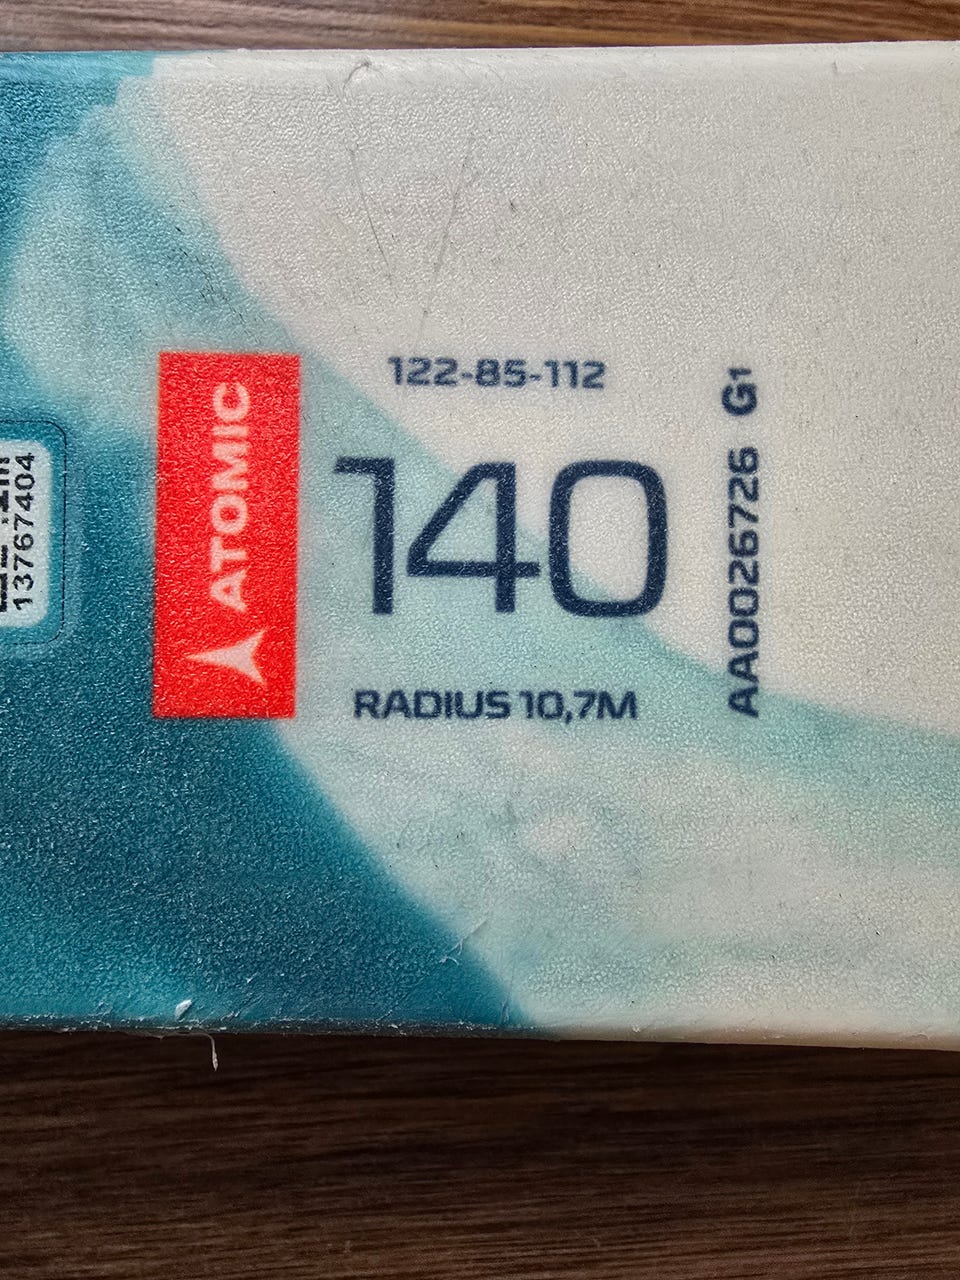 13767404
ATOMIC
122-85-112
140
RADIUS 10,7M
AA0026726 G1